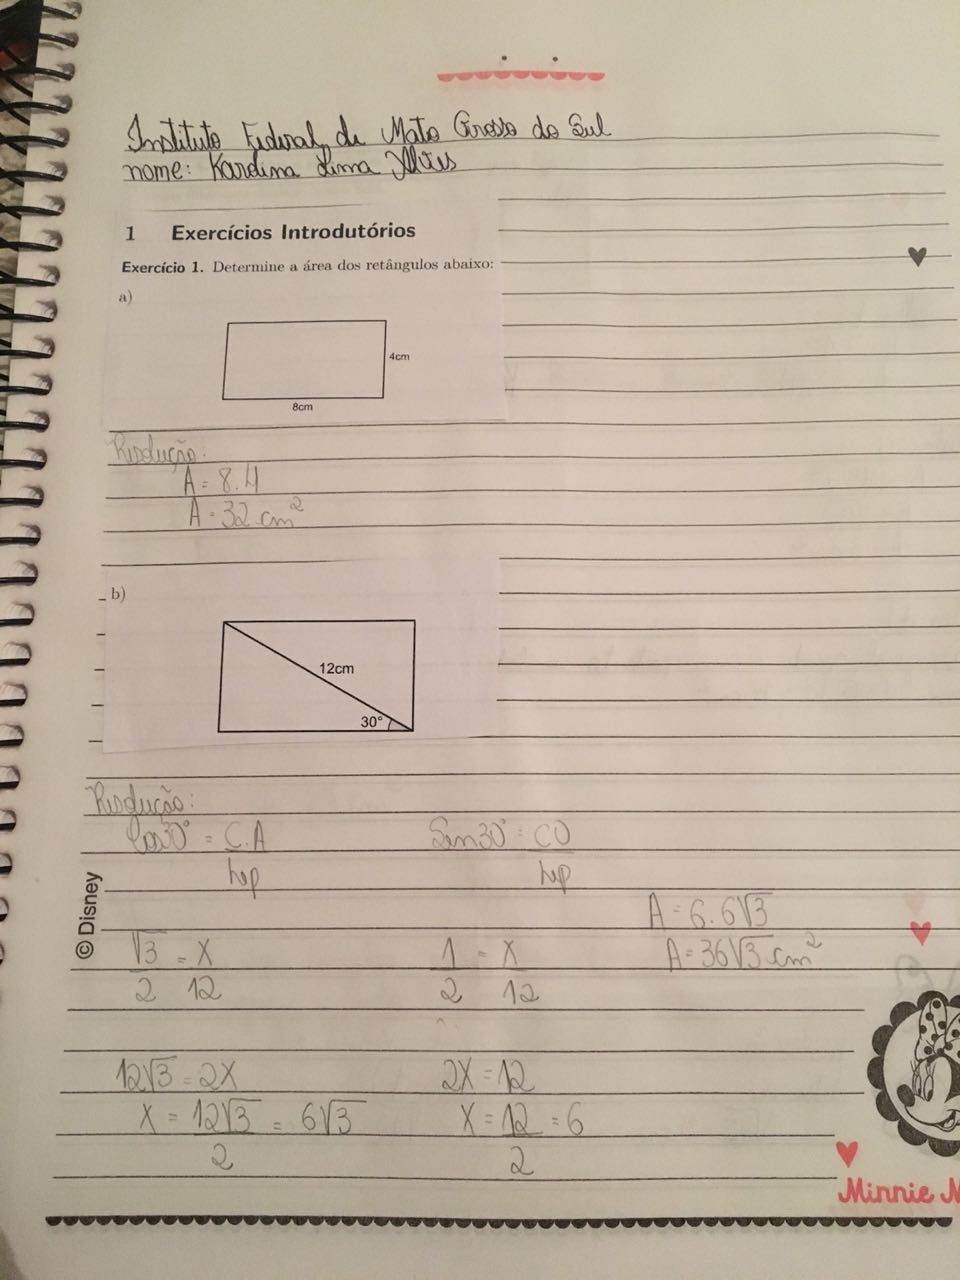 Instituto Federal de Mato Grosso do Sul
nome: Karolina Lima Alves
1 Exercícios Introdutórios
Exercício 1. Determine a área dos retângulos abaixo:
a)
4cm
8cm
Resolução:
A = 8.4
A = 32 cm²
b)
12cm
30°
Resolução:
Cos30° = C.A/hip
Sen30° = CO/hip
√3/2 = X/12
1/2 = X/12
12√3 = 2X
2X = 12
X = 12√3/2 = 6√3
X = 12/2 = 6
A = 6.6√3
A = 36√3 cm²
© Disney
Minnie